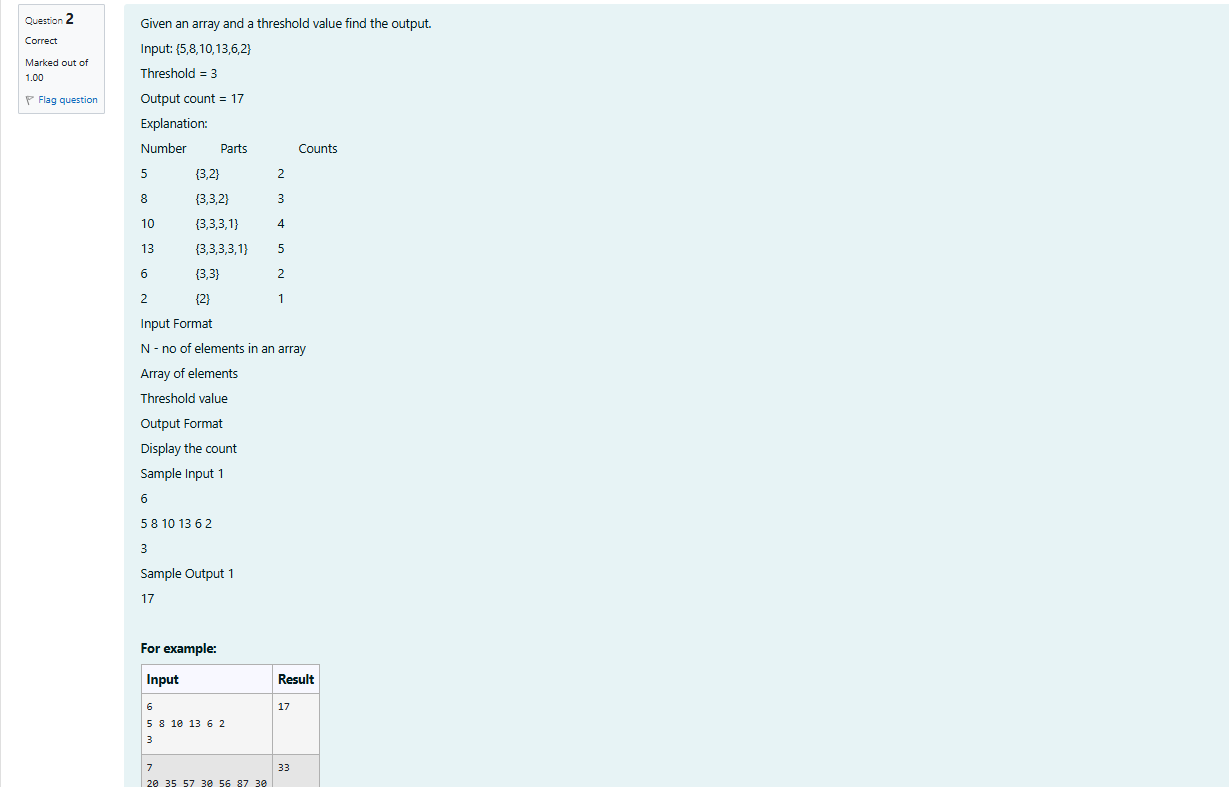 Question 2
Correct
Marked out of
1.00
Flag question
Given an array and a threshold value find the output.
Input: {5,8,10,13,6,2}
Threshold = 3
Output count = 17
Explanation:
Number Parts Counts
5 {3,2} 2
8 {3,3,2} 3
10 {3,3,3,1} 4
13 {3,3,3,3,1} 5
6 {3,3} 2
2 {2} 1
Input Format
N - no of elements in an array
Array of elements
Threshold value
Output Format
Display the count
Sample Input 1
6
5 8 10 13 6 2
3
Sample Output 1
17
For example:
Input Result
6 17
5 8 10 13 6 2
3
7 33
20 35 57 30 56 87 30